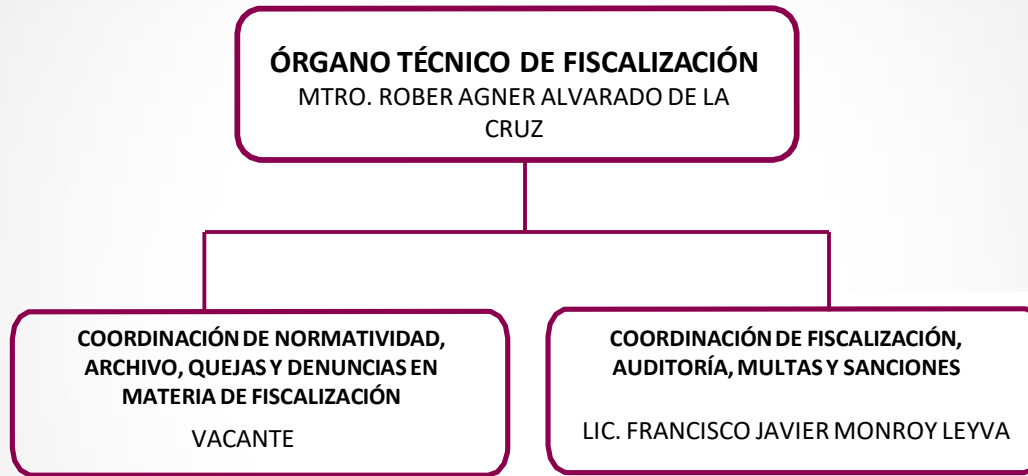 ÓRGANO TÉCNICO DE FISCALIZACIÓN
MTRO. ROBER AGNER ALVARADO DE LA
CRUZ
COORDINACIÓN DE NORMATIVIDAD,
ARCHIVO, QUEJAS Y DENUNCIAS EN
MATERIA DE FISCALIZACIÓN
VACANTE
COORDINACIÓN DE FISCALIZACIÓN,
AUDITORÍA, MULTAS Y SANCIONES
LIC. FRANCISCO JAVIER MONROY LEYVA